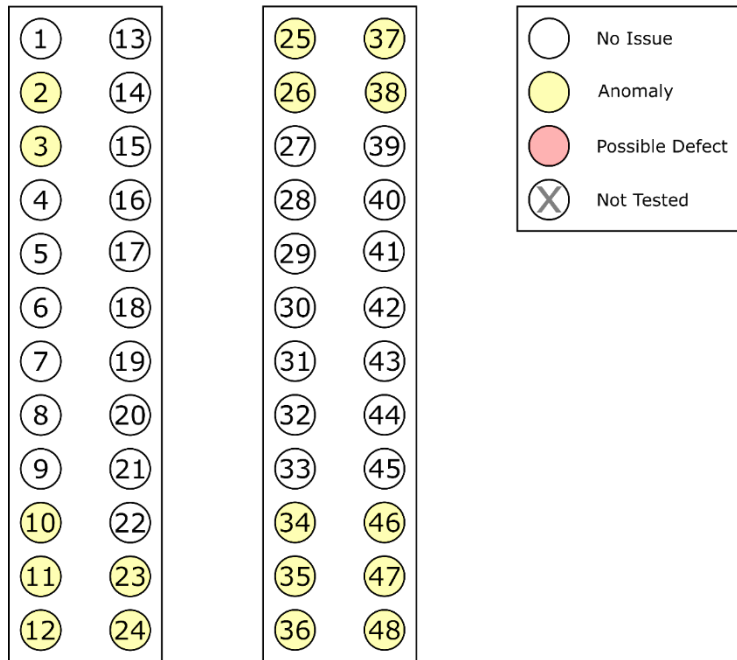 1 13 25 37 No Issue
2 14 26 38 Anomaly
3 15 27 39 Possible Defect
4 16 28 40 X Not Tested
5 17 29 41
6 18 30 42
7 19 31 43
8 20 32 44
9 21 33 45
10 22 34 46
11 23 35 47
12 24 36 48